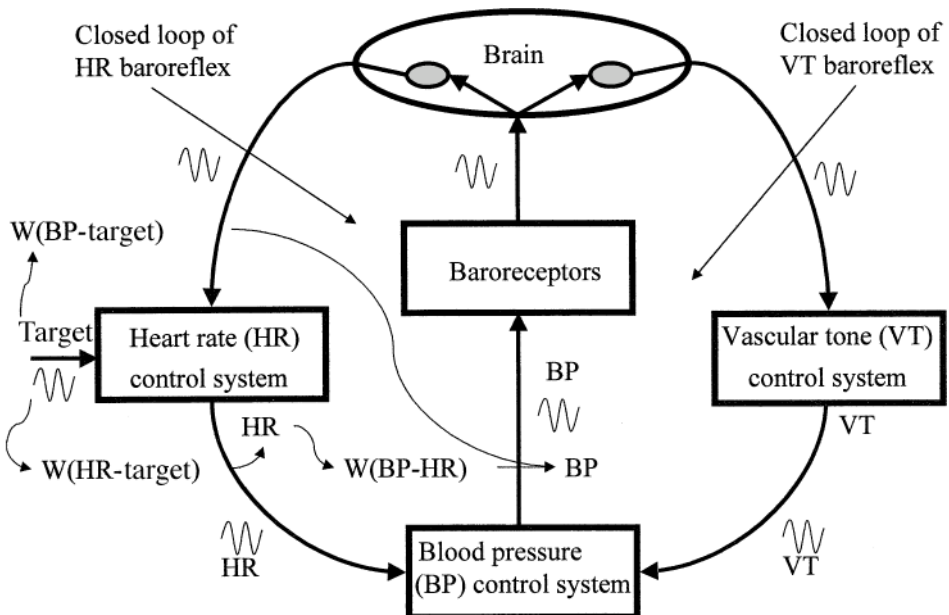 Closed loop of
HR baroreflex
Brain
Closed loop of
VT baroreflex
W(BP-target)
Baroreceptors
Target
Heart rate (HR)
control system
Vascular tone (VT)
control system
BP
HR
VT
W(HR-target)
W(BP-HR)
BP
HR
Blood pressure
(BP) control system
VT